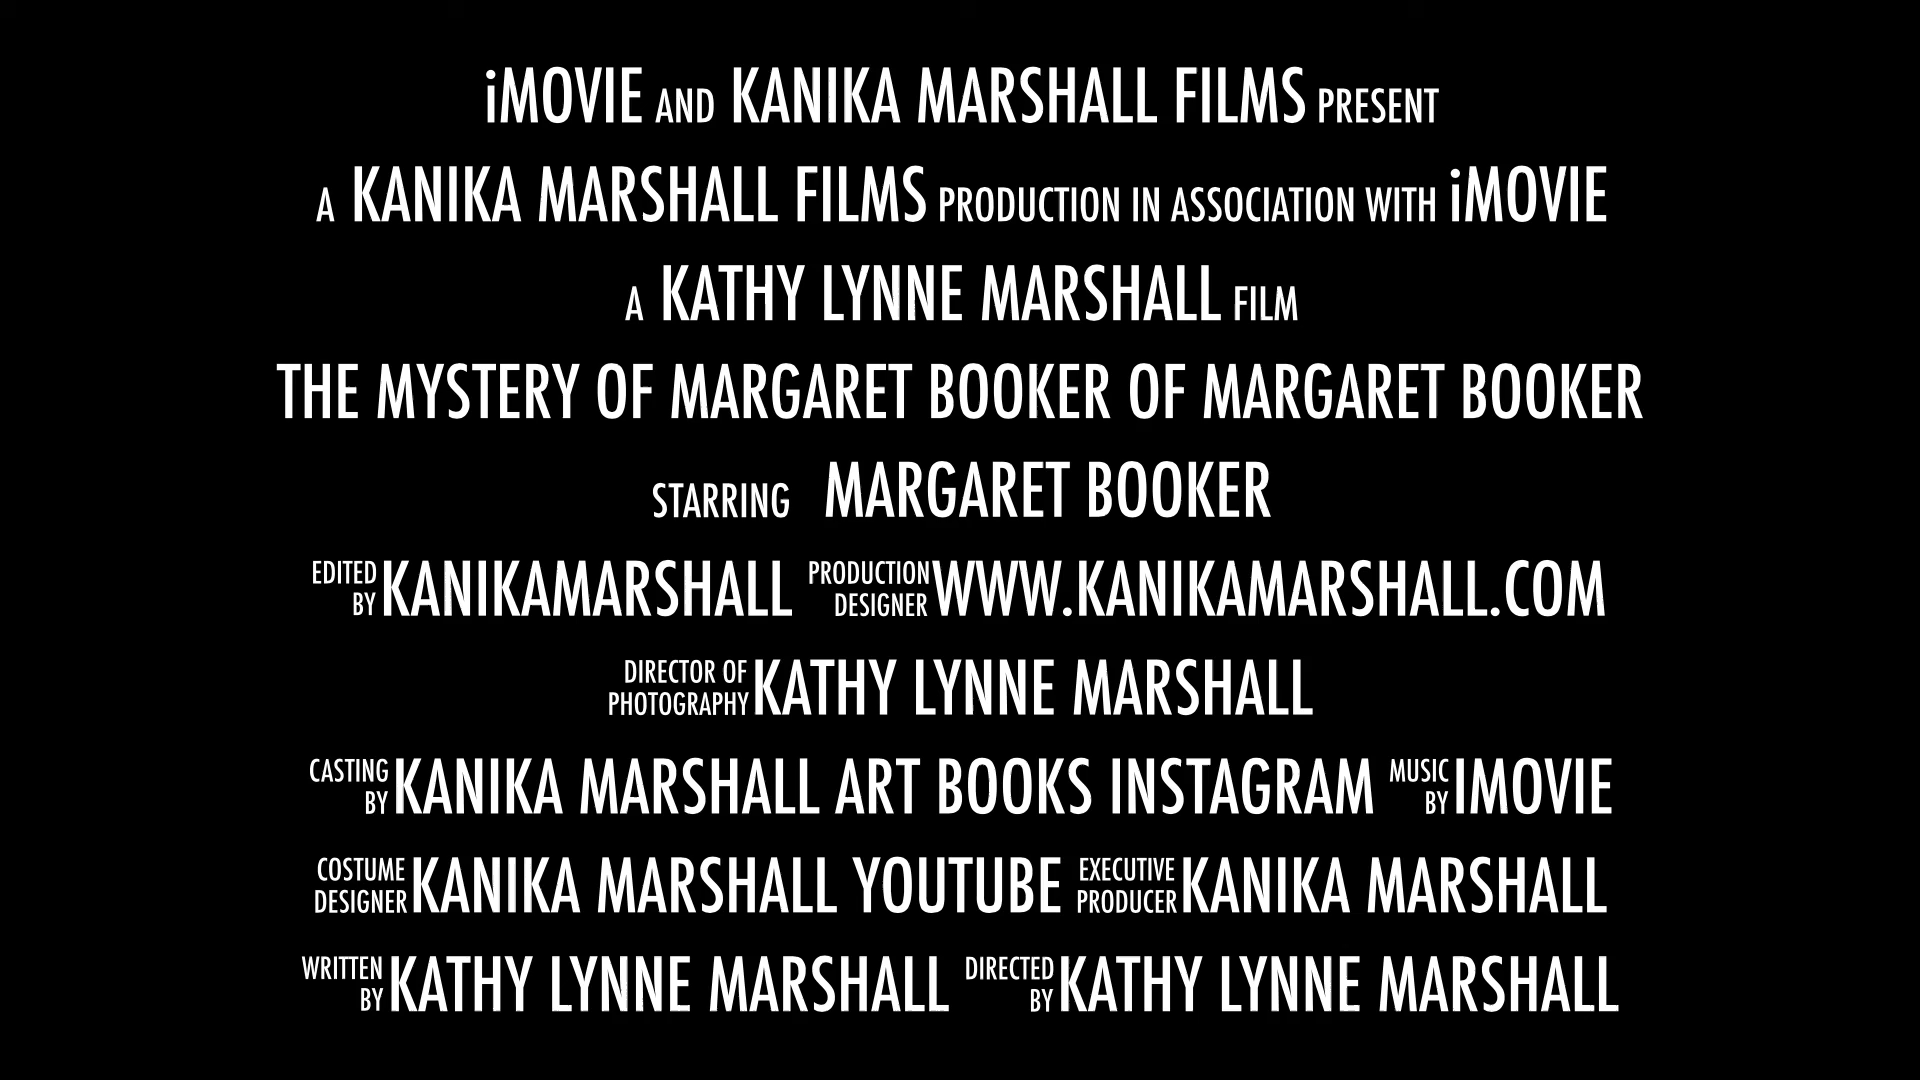 iMOVIE AND KANIKA MARSHALL FILMS PRESENT
A KANIKA MARSHALL FILMS PRODUCTION IN ASSOCIATION WITH iMOVIE
A KATHY LYNNE MARSHALL FILM
THE MYSTERY OF MARGARET BOOKER OF MARGARET BOOKER
STARRING MARGARET BOOKER
EDITED BY KANIKAMARSHALL PRODUCTION DESIGNER WWW.KANIKAMARSHALL.COM
DIRECTOR OF PHOTOGRAPHY KATHY LYNNE MARSHALL
CASTING BY KANIKA MARSHALL ART BOOKS INSTAGRAM MUSIC BY IMOVIE
COSTUME DESIGNER KANIKA MARSHALL YOUTUBE EXECUTIVE PRODUCER KANIKA MARSHALL
WRITTEN BY KATHY LYNNE MARSHALL DIRECTED BY KATHY LYNNE MARSHALL